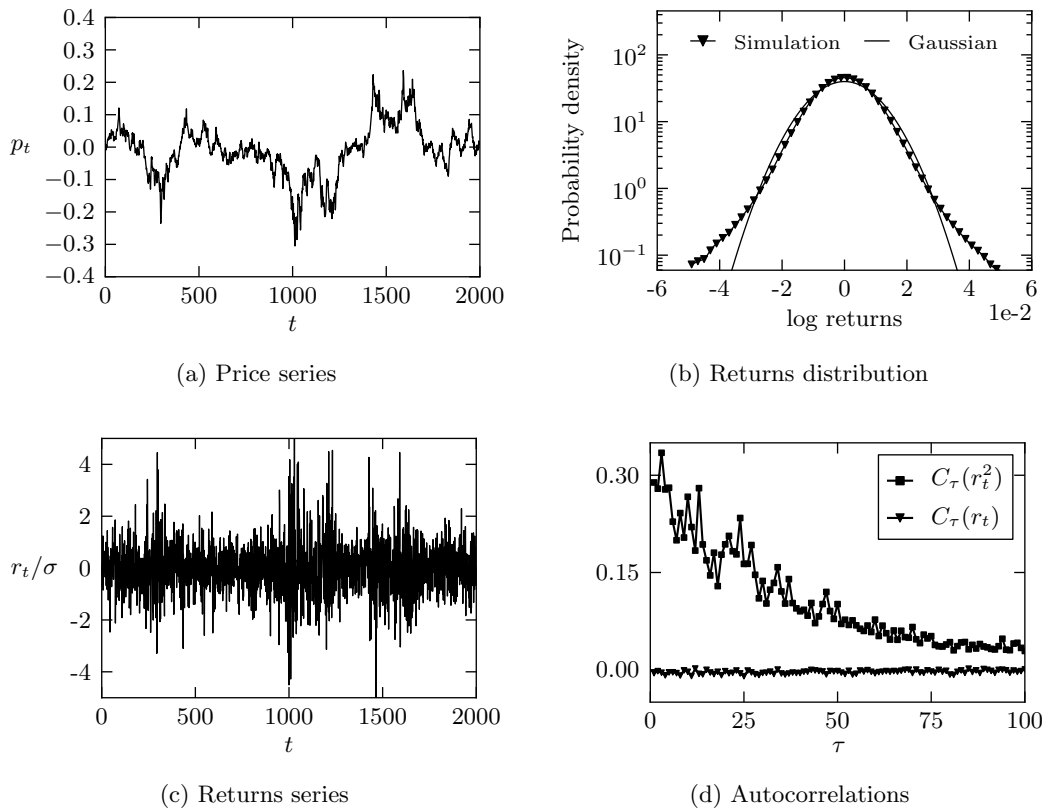 0.4
0.3
0.2
0.1
0.0
−0.1
−0.2
−0.3
−0.4
p_t
0 500 1000 1500 2000
t
(a) Price series
10^2
10^1
10^0
10^−1
Probability density
Simulation Gaussian
-6 -4 -2 0 2 4 6
1e-2
log returns
(b) Returns distribution
4
2
0
-2
-4
r_t/σ
0 500 1000 1500 2000
t
(c) Returns series
0.30
0.15
0.00
C_τ(r_t^2)
C_τ(r_t)
0 25 50 75 100
τ
(d) Autocorrelations